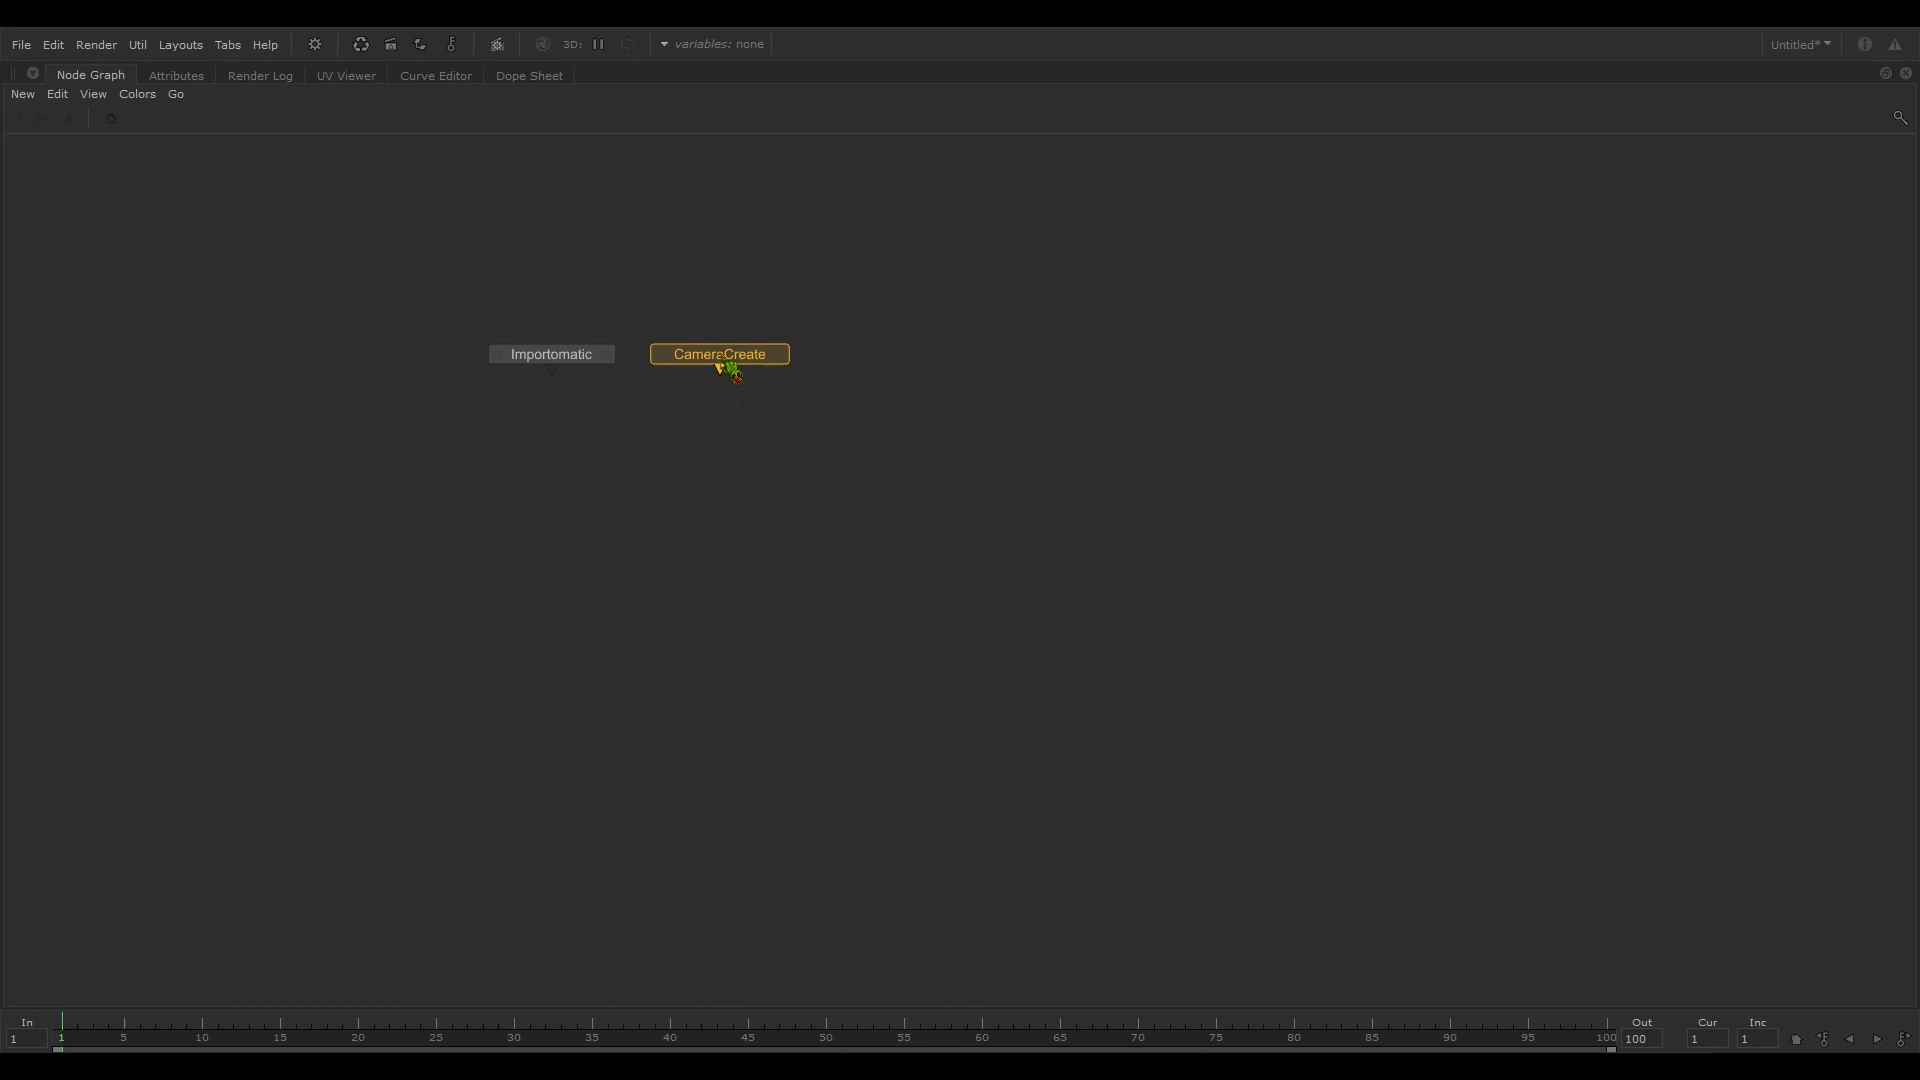 File Edit Render Util Layouts Tabs Help 3D: variables: none Untitled*
Node Graph Attributes Render Log UV Viewer Curve Editor Dope Sheet
New Edit View Colors Go
Importomatic CameraCreate
In Out Cur Inc
1 1 5 10 15 20 25 30 35 40 45 50 55 60 65 70 75 80 85 90 95 100 100 1 1